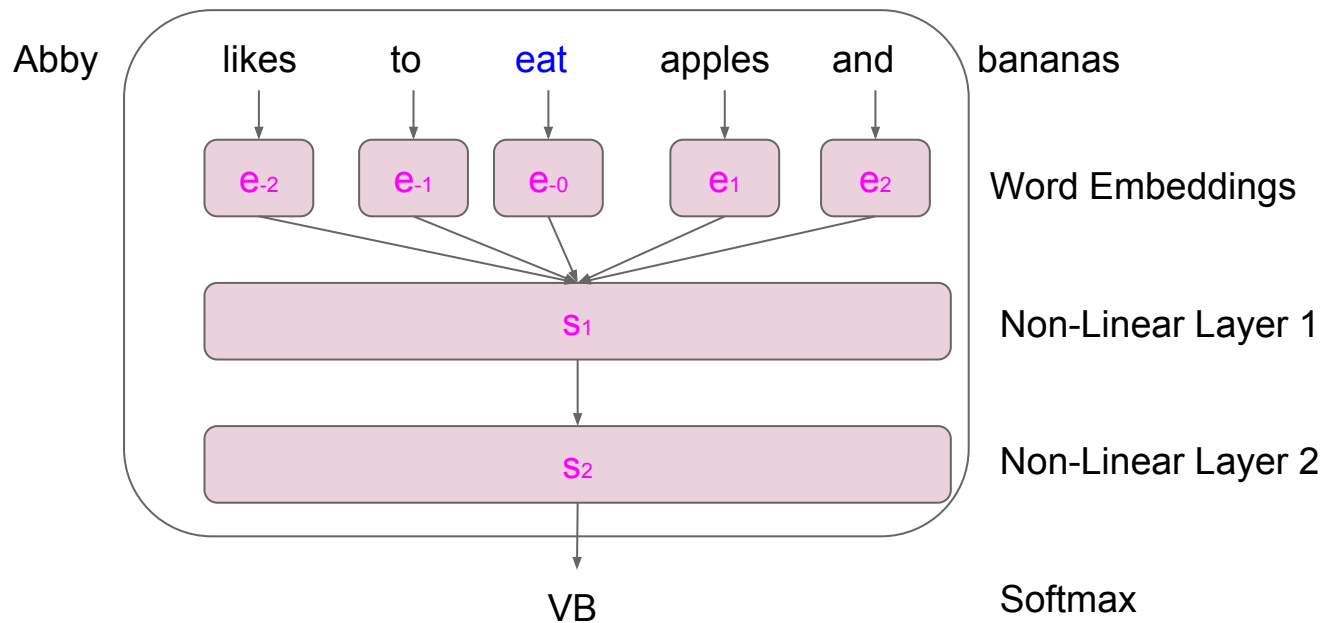 Abby likes to eat apples and bananas
e-2 e-1 e-0 e1 e2 Word Embeddings
s1 Non-Linear Layer 1
s2 Non-Linear Layer 2
VB Softmax